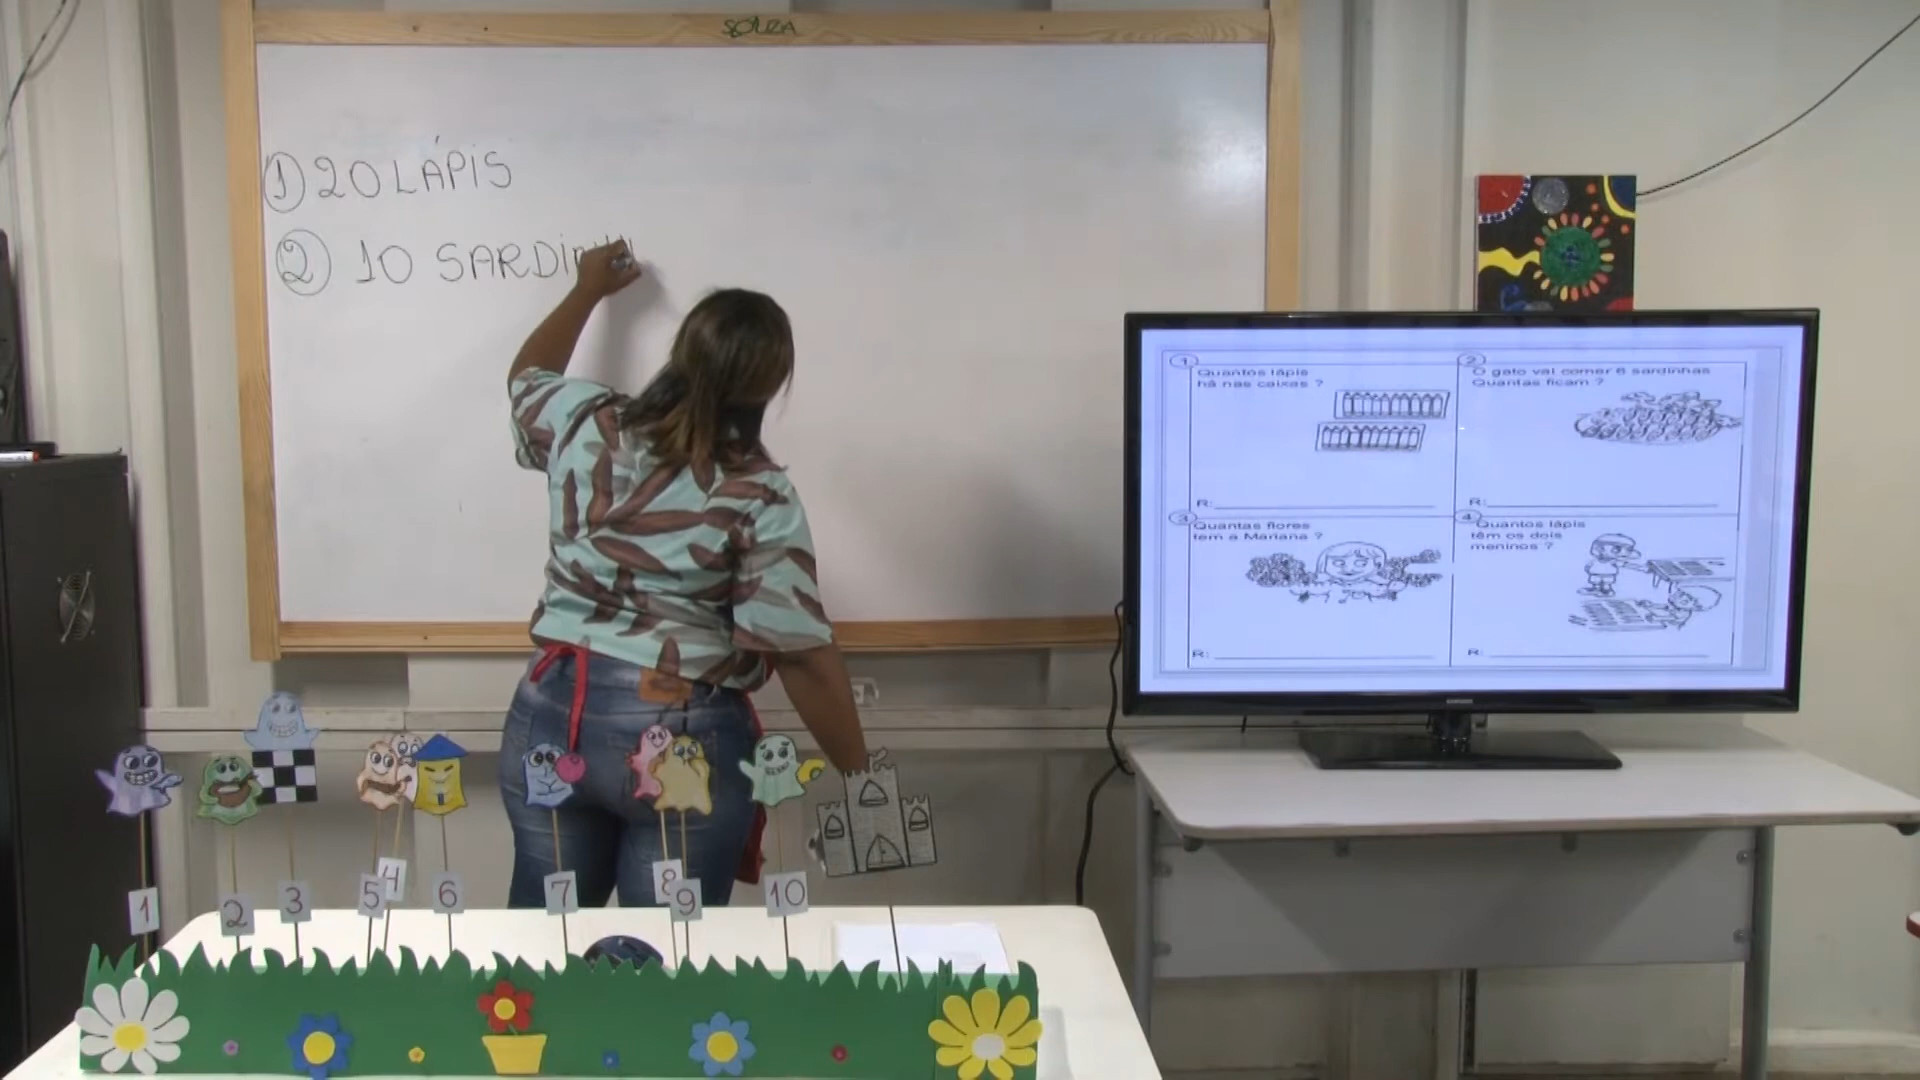 SOUZA
1 20 LÁPIS
2 10 SARDIN
1
Quantos lápis
há nas caixas ?
R:
2
O gato vai comer 6 sardinhas
Quantas ficam ?
R:
3
Quantas flores
tem a Mariana ?
R:
4
Quantos lápis
têm os dois
meninos ?
R:
SAMSUNG
1
2
3
5
4
6
7
8
9
10